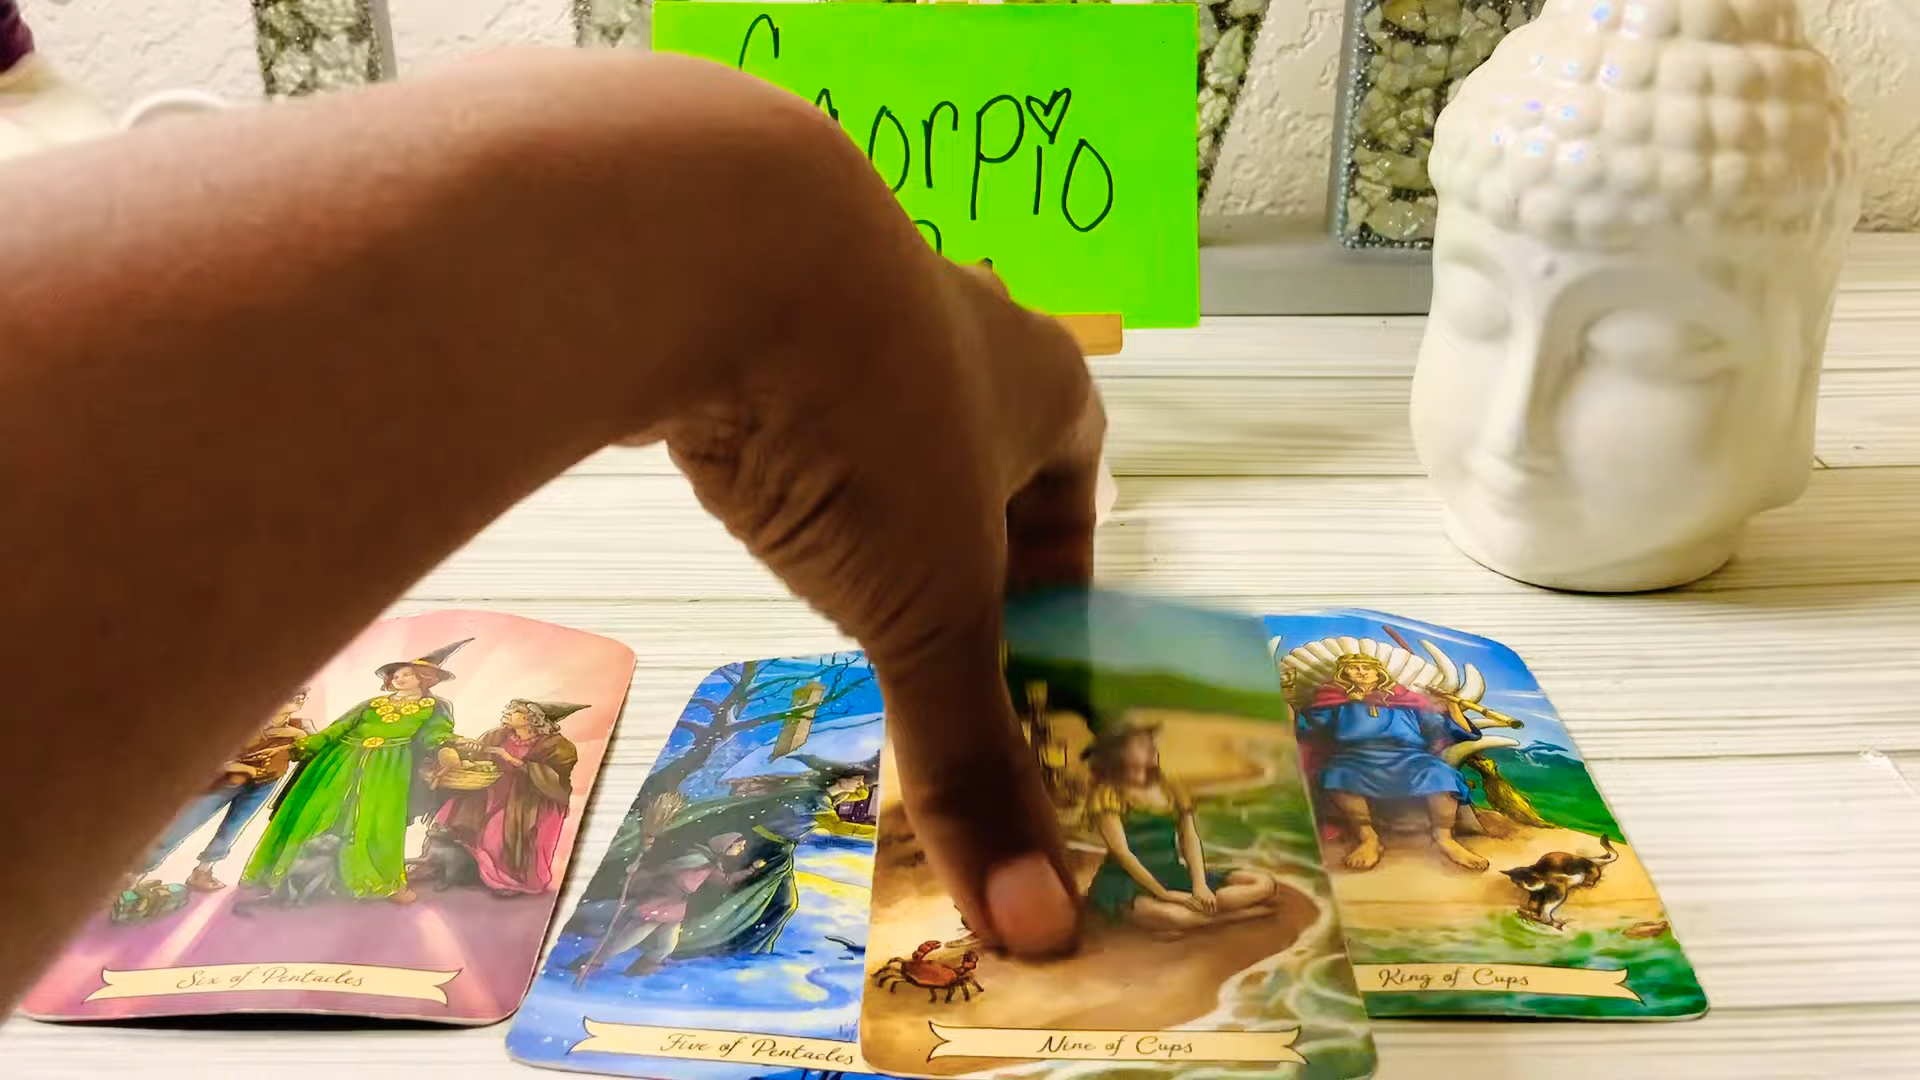 Scorpio
Six of Pentacles
Five of Pentacles
Nine of Cups
King of Cups